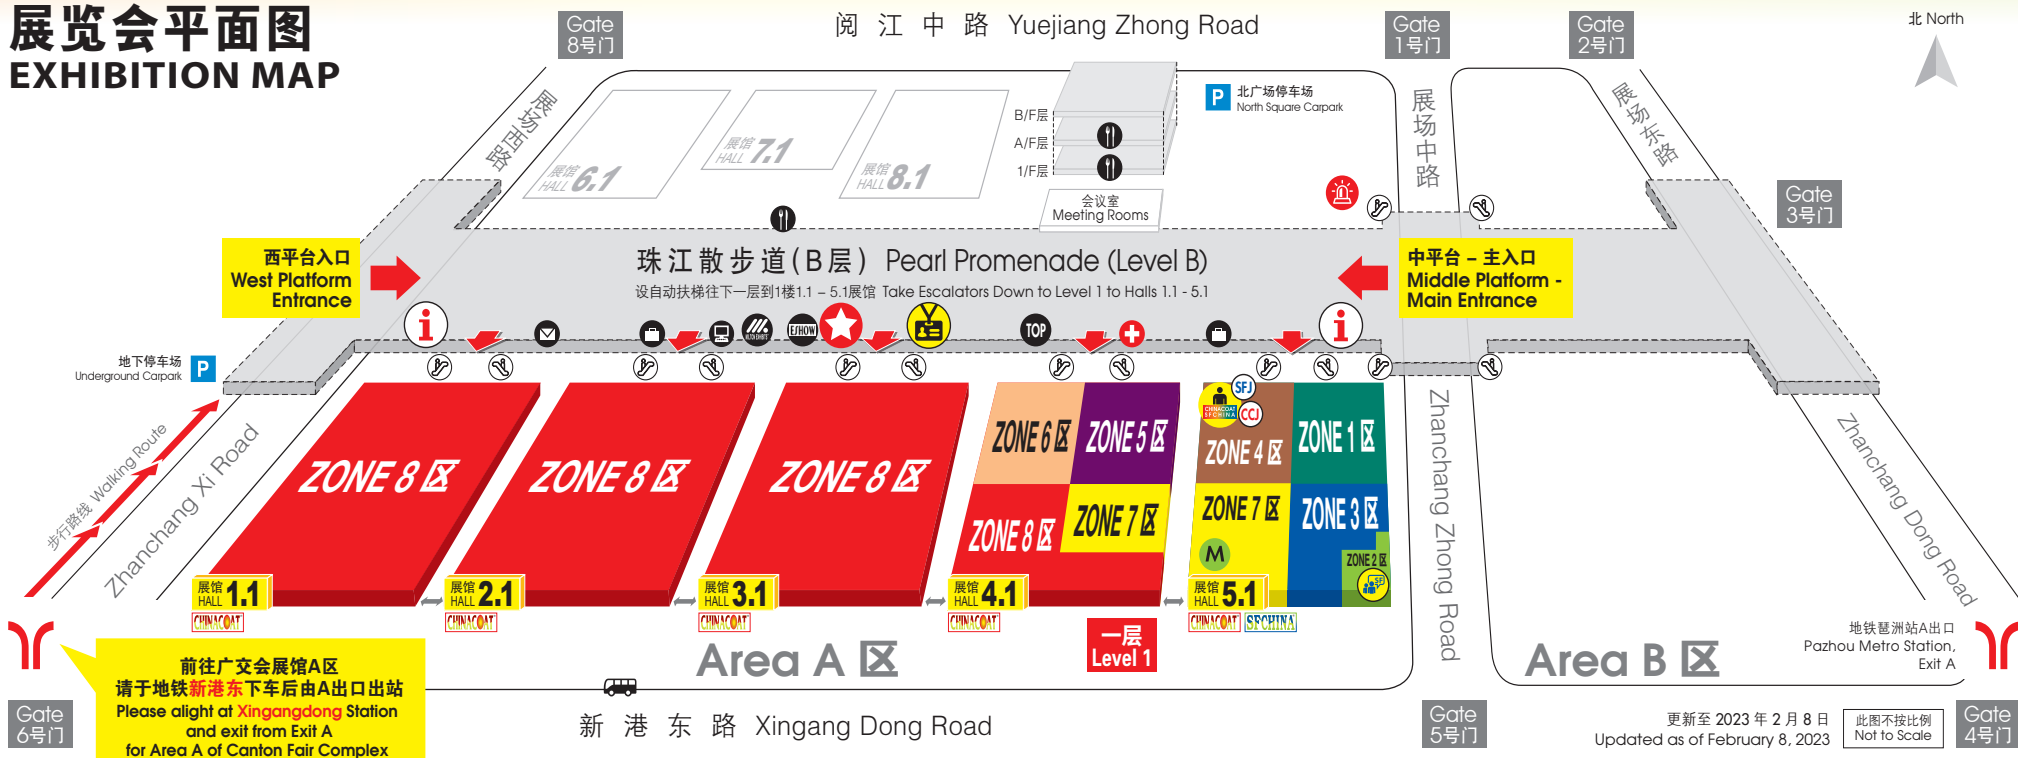 展览会平面图
EXHIBITION MAP
Gate
8号门
阅江中路 Yuejiang Zhong Road
Gate
1号门
Gate
2号门
北 North
展场西路
展馆
HALL 6.1
展馆
HALL 7.1
展馆
HALL 8.1
B/F层
A/F层
1/F层
会议室
Meeting Rooms
P
北广场停车场
North Square Carpark
展场中路
展场东路
Gate
3号门
西平台入口
West Platform
Entrance
珠江散步道(B层) Pearl Promenade (Level B)
设自动扶梯往下一层到1楼1.1 – 5.1展馆 Take Escalators Down to Level 1 to Halls 1.1 - 5.1
中平台 – 主入口
Middle Platform -
Main Entrance
i
ESHOW
TOP
i
地下停车场
Underground Carpark
P
步行路线 Walking Route
Zhanchang Xi Road
ZONE 8 区
ZONE 8 区
ZONE 8 区
ZONE 6 区
ZONE 5 区
ZONE 8 区
ZONE 7 区
CHINACOAT
SFCHINA
SFJ
CCJ
ZONE 4 区
ZONE 1 区
ZONE 7 区
ZONE 3 区
M
ZONE 2 区
SF
Zhanchang Zhong Road
Zhanchang Dong Road
展馆
HALL 1.1
CHINACOAT
展馆
HALL 2.1
CHINACOAT
展馆
HALL 3.1
CHINACOAT
展馆
HALL 4.1
CHINACOAT
展馆
HALL 5.1
CHINACOAT SFCHINA
一层
Level 1
Area A 区
Area B 区
地铁琶洲站A出口
Pazhou Metro Station,
Exit A
前往广交会展馆A区
请于地铁新港东下车后由A出口出站
Please alight at Xingangdong Station
and exit from Exit A
for Area A of Canton Fair Complex
Gate
6号门
新港东路 Xingang Dong Road
Gate
5号门
更新至 2023 年 2 月 8 日
Updated as of February 8, 2023
此图不按比例
Not to Scale
Gate
4号门